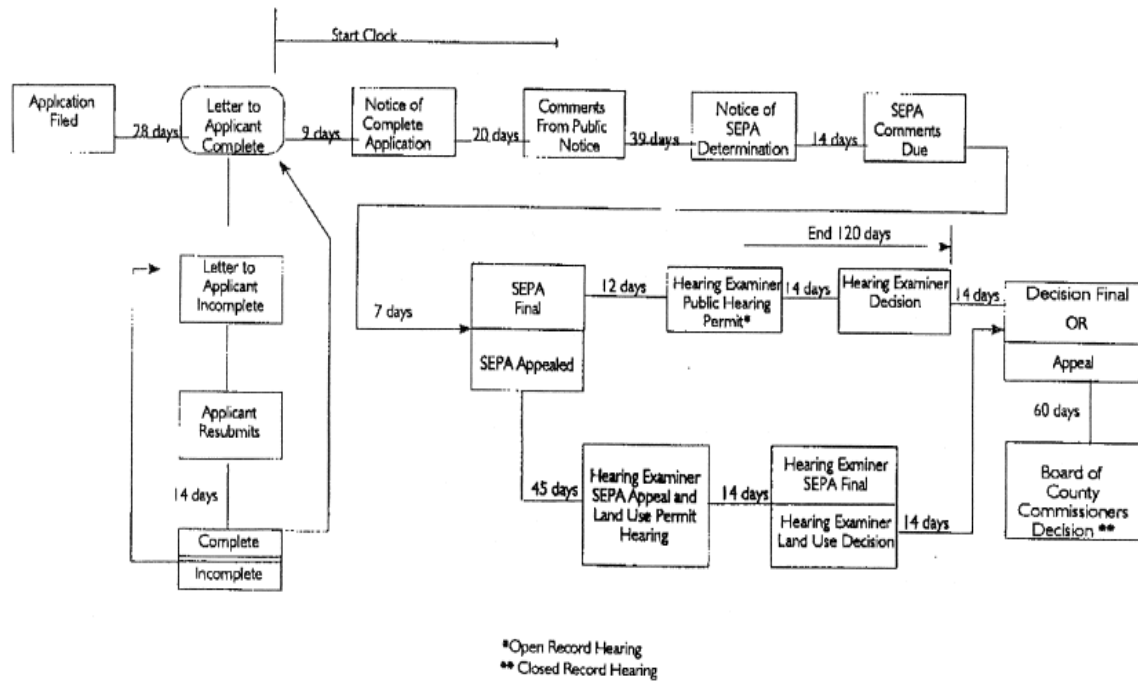 Start Clock
Application
Filed
28 days
Letter to
Applicant
Complete
9 days
Notice of
Complete
Application
20 days
Comments
From Public
Notice
39 days
Notice of
SEPA
Determination
14 days
SEPA
Comments
Due
End 120 days
Letter to
Applicant
Incomplete
7 days
SEPA
Final
SEPA Appealed
12 days
Hearing Examiner
Public Hearing
Permit*
14 days
Hearing Examiner
Decision
14 days
Decision Final
OR
Appeal
Applicant
Resubmits
60 days
14 days
Complete
Incomplete
45 days
Hearing Examiner
SEPA Appeal and
Land Use Permit
Hearing
14 days
Hearing Exminer
SEPA Final
Hearing Examiner
Land Use Decision
14 days
Board of
County
Commissioners
Decision **
*Open Record Hearing
** Closed Record Hearing